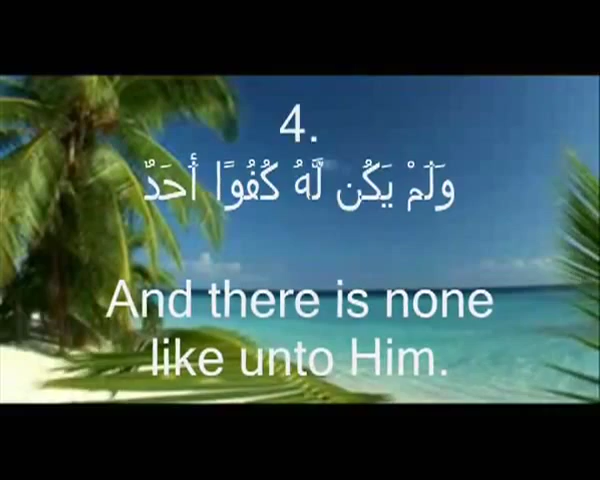 4.
وَلَمْ يَكُن لَّهُ كُفُوًا أَحَدٌ
And there is none
like unto Him.